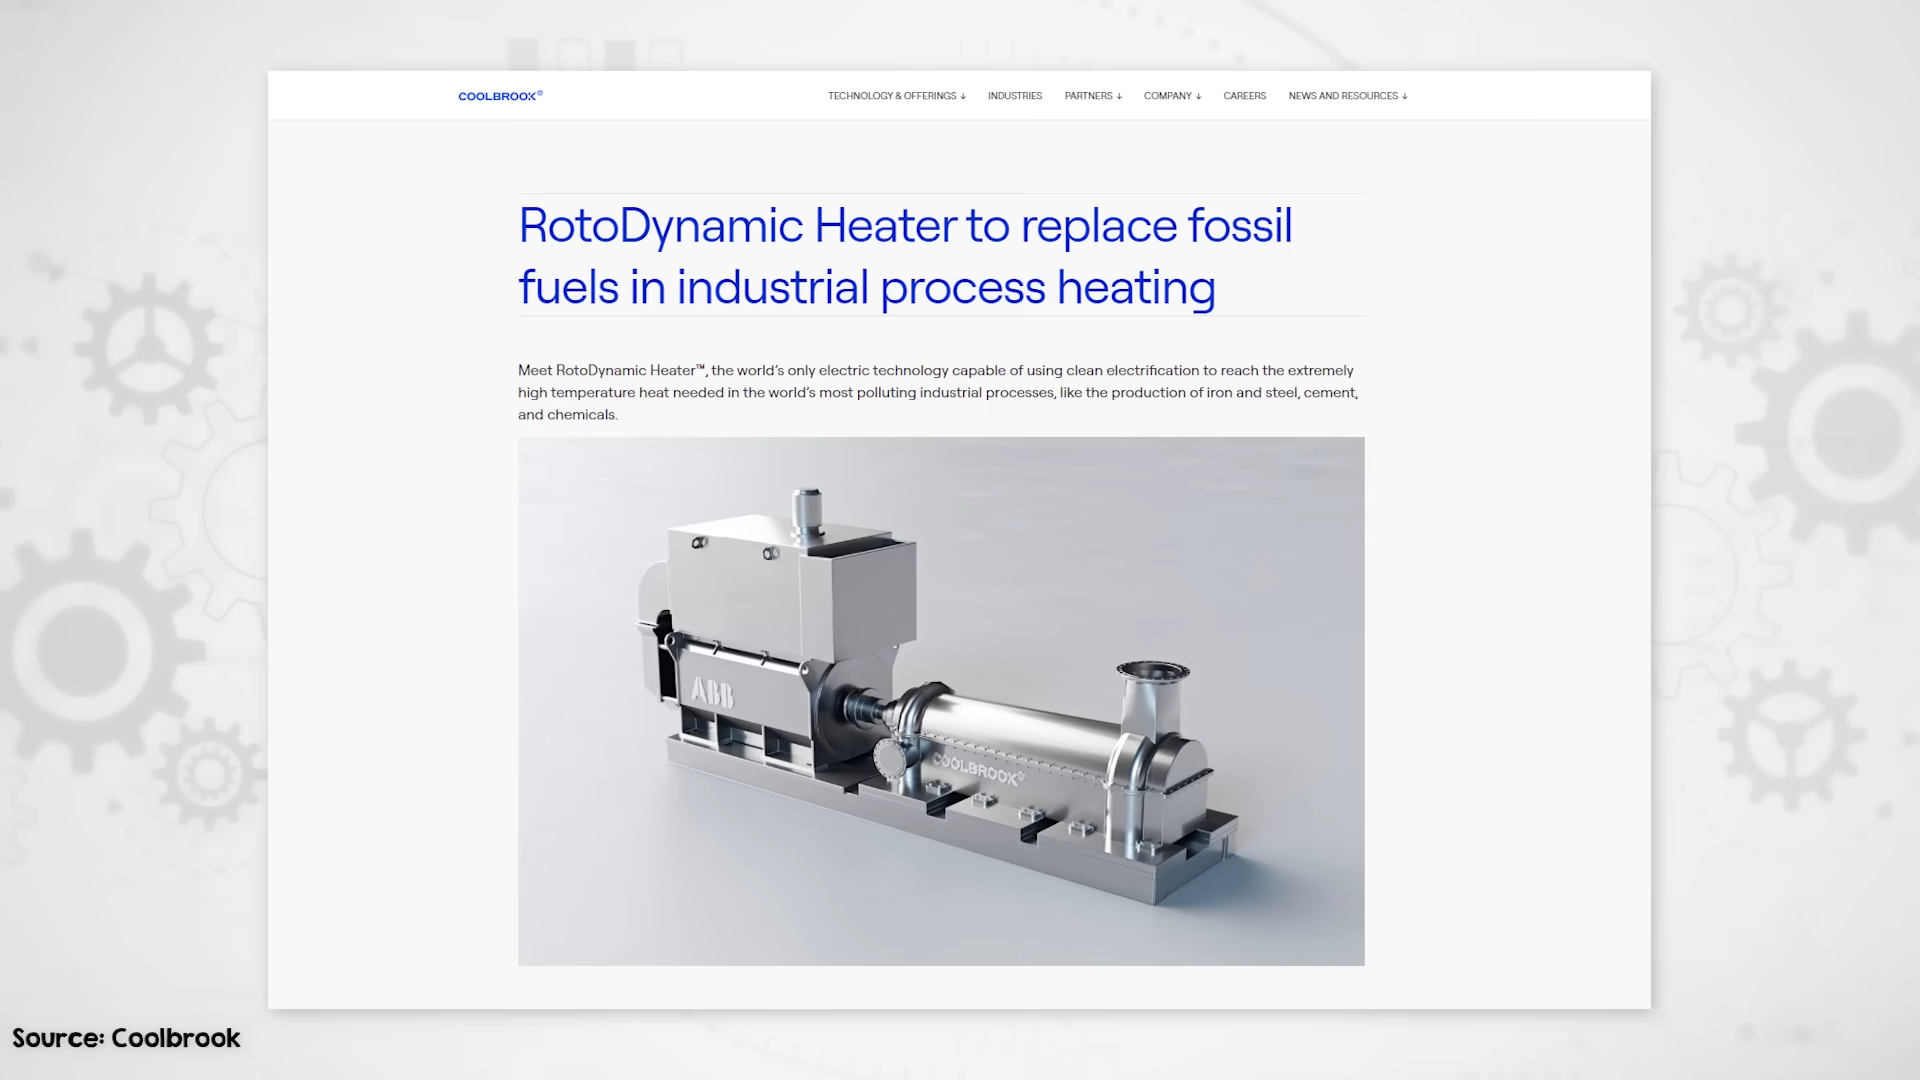 COOLBROOK®
TECHNOLOGY & OFFERINGS ↓ INDUSTRIES PARTNERS ↓ COMPANY ↓ CAREERS NEWS AND RESOURCES ↓
RotoDynamic Heater to replace fossil
fuels in industrial process heating
Meet RotoDynamic Heater™, the world's only electric technology capable of using clean electrification to reach the extremely
high temperature heat needed in the world's most polluting industrial processes, like the production of iron and steel, cement,
and chemicals.
ABB
COOLBROOK®
Source: Coolbrook